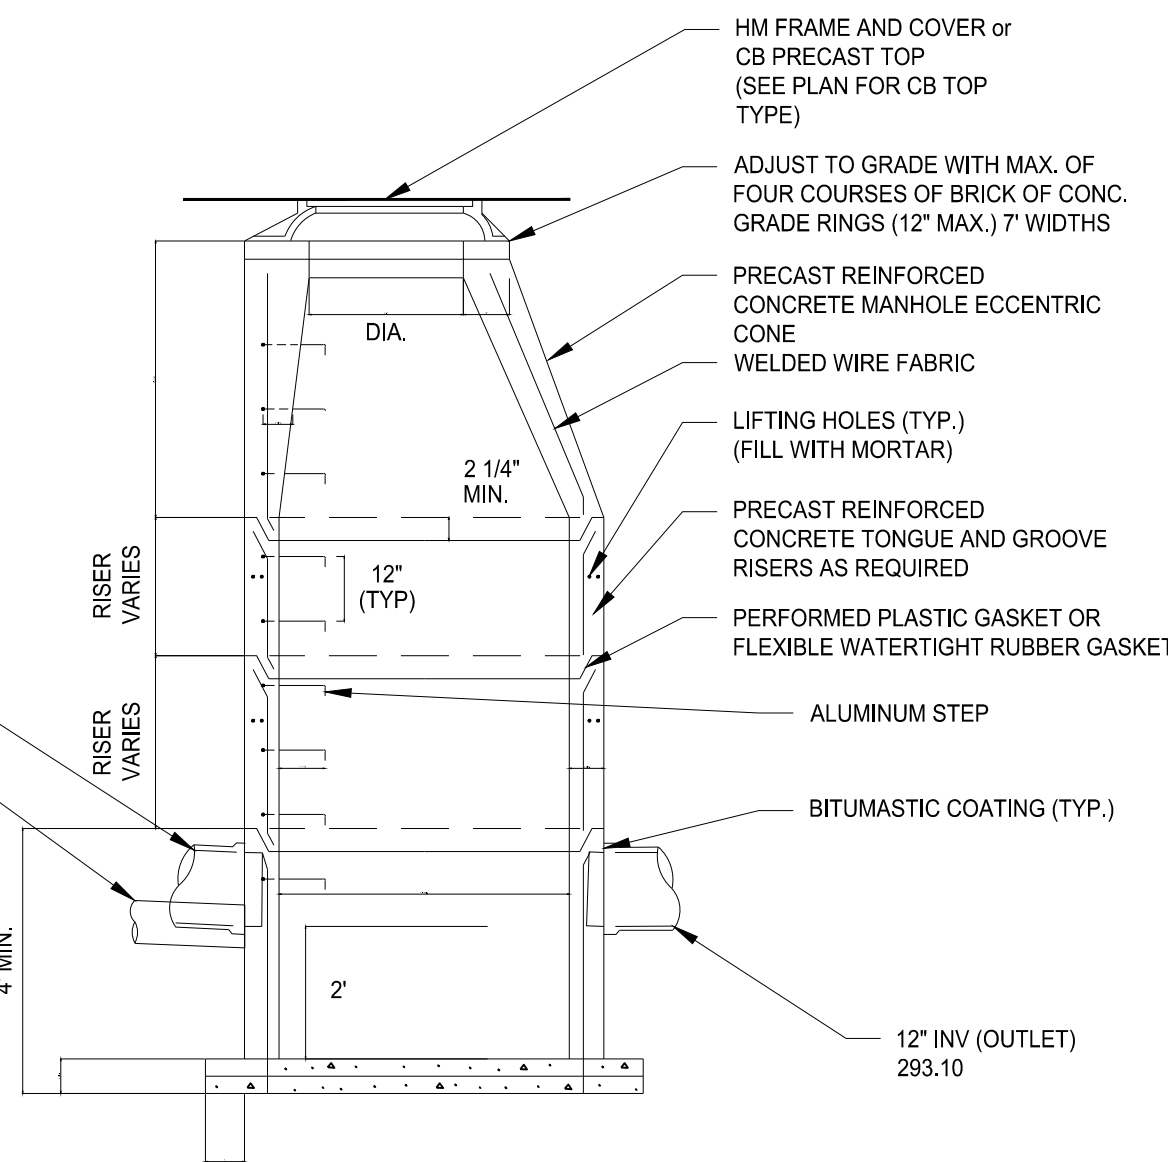 HM FRAME AND COVER or
CB PRECAST TOP
(SEE PLAN FOR CB TOP
TYPE)
ADJUST TO GRADE WITH MAX. OF
FOUR COURSES OF BRICK OF CONC.
GRADE RINGS (12" MAX.) 7' WIDTHS
PRECAST REINFORCED
CONCRETE MANHOLE ECCENTRIC
CONE
WELDED WIRE FABRIC
LIFTING HOLES (TYP.)
(FILL WITH MORTAR)
PRECAST REINFORCED
CONCRETE TONGUE AND GROOVE
RISERS AS REQUIRED
PERFORMED PLASTIC GASKET OR
FLEXIBLE WATERTIGHT RUBBER GASKET
ALUMINUM STEP
BITUMASTIC COATING (TYP.)
12" INV (OUTLET)
293.10
DIA.
2 1/4"
MIN.
12"
(TYP)
RISER
VARIES
RISER
VARIES
4' MIN.
2'